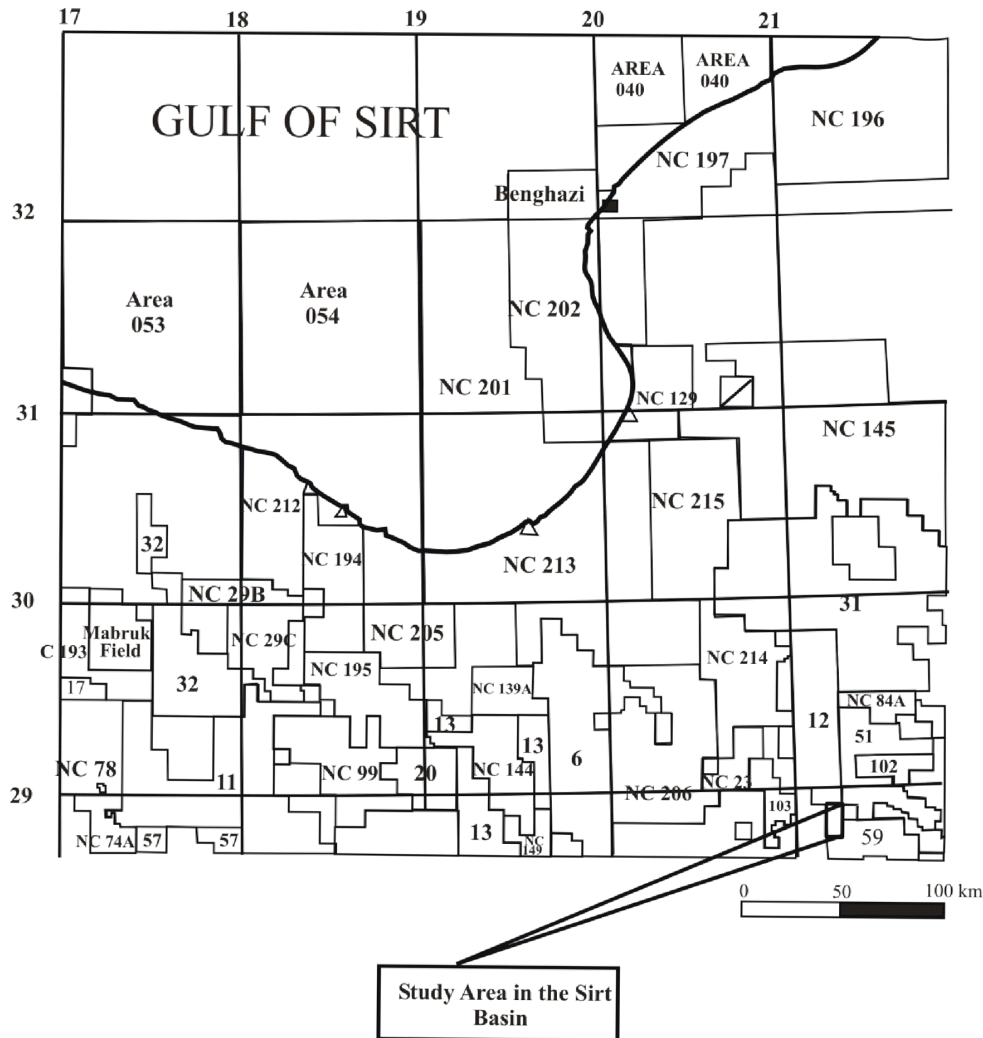 17 18 19 20 21
AREA
040
AREA
040
GULF OF SIRT
NC 196
NC 197
Benghazi
32
Area
053
Area
054
NC 202
NC 201
NC 129
31
NC 145
NC 212
NC 215
32
NC 194
NC 213
NC 29B
30
31
Mabruk
Field
C 193
NC 29C
NC 205
NC 195
NC 214
17
32
NC 139A
NC 84A
13
12
13
51
6
NC 78
11
NC 99
20
NC 144
NC 23
102
29
NC 206
103
NC 74A
57
57
13
NC
149
59
0 50 100 km
Study Area in the Sirt
Basin